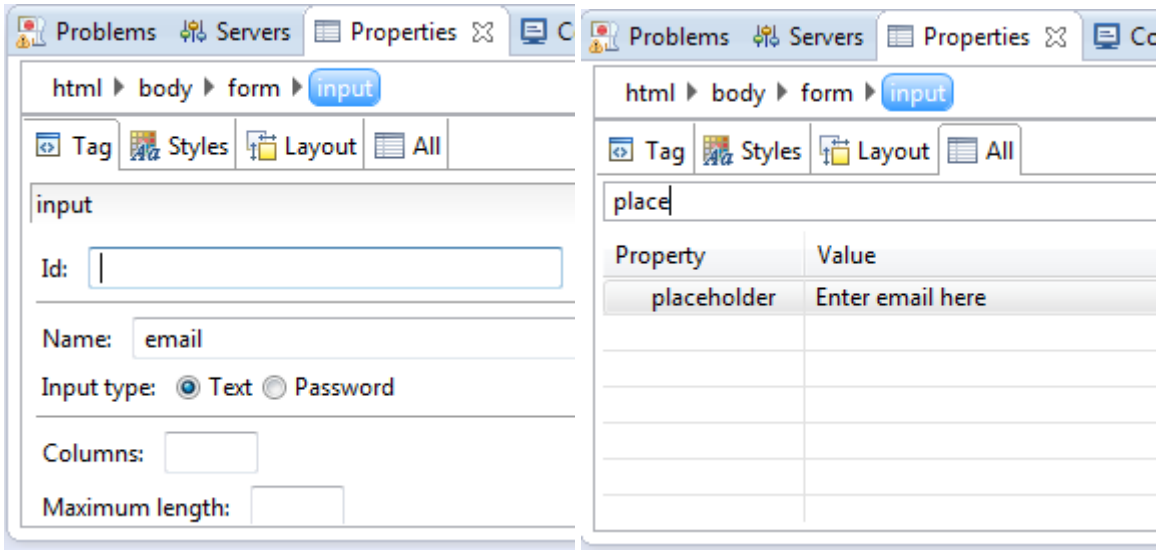 Problems Servers Properties C
html body form input
Tag Styles Layout All
input
Id:
Name: email
Input type: Text Password
Columns:
Maximum length:
Problems Servers Properties Co
html body form input
Tag Styles Layout All
place
Property Value
placeholder Enter email here